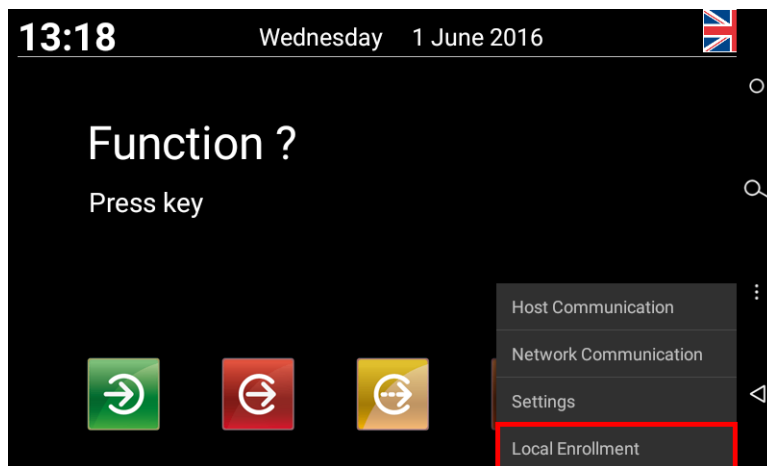 13:18 Wednesday 1 June 2016
Function ?
Press key
Host Communication
Network Communication
Settings
Local Enrollment